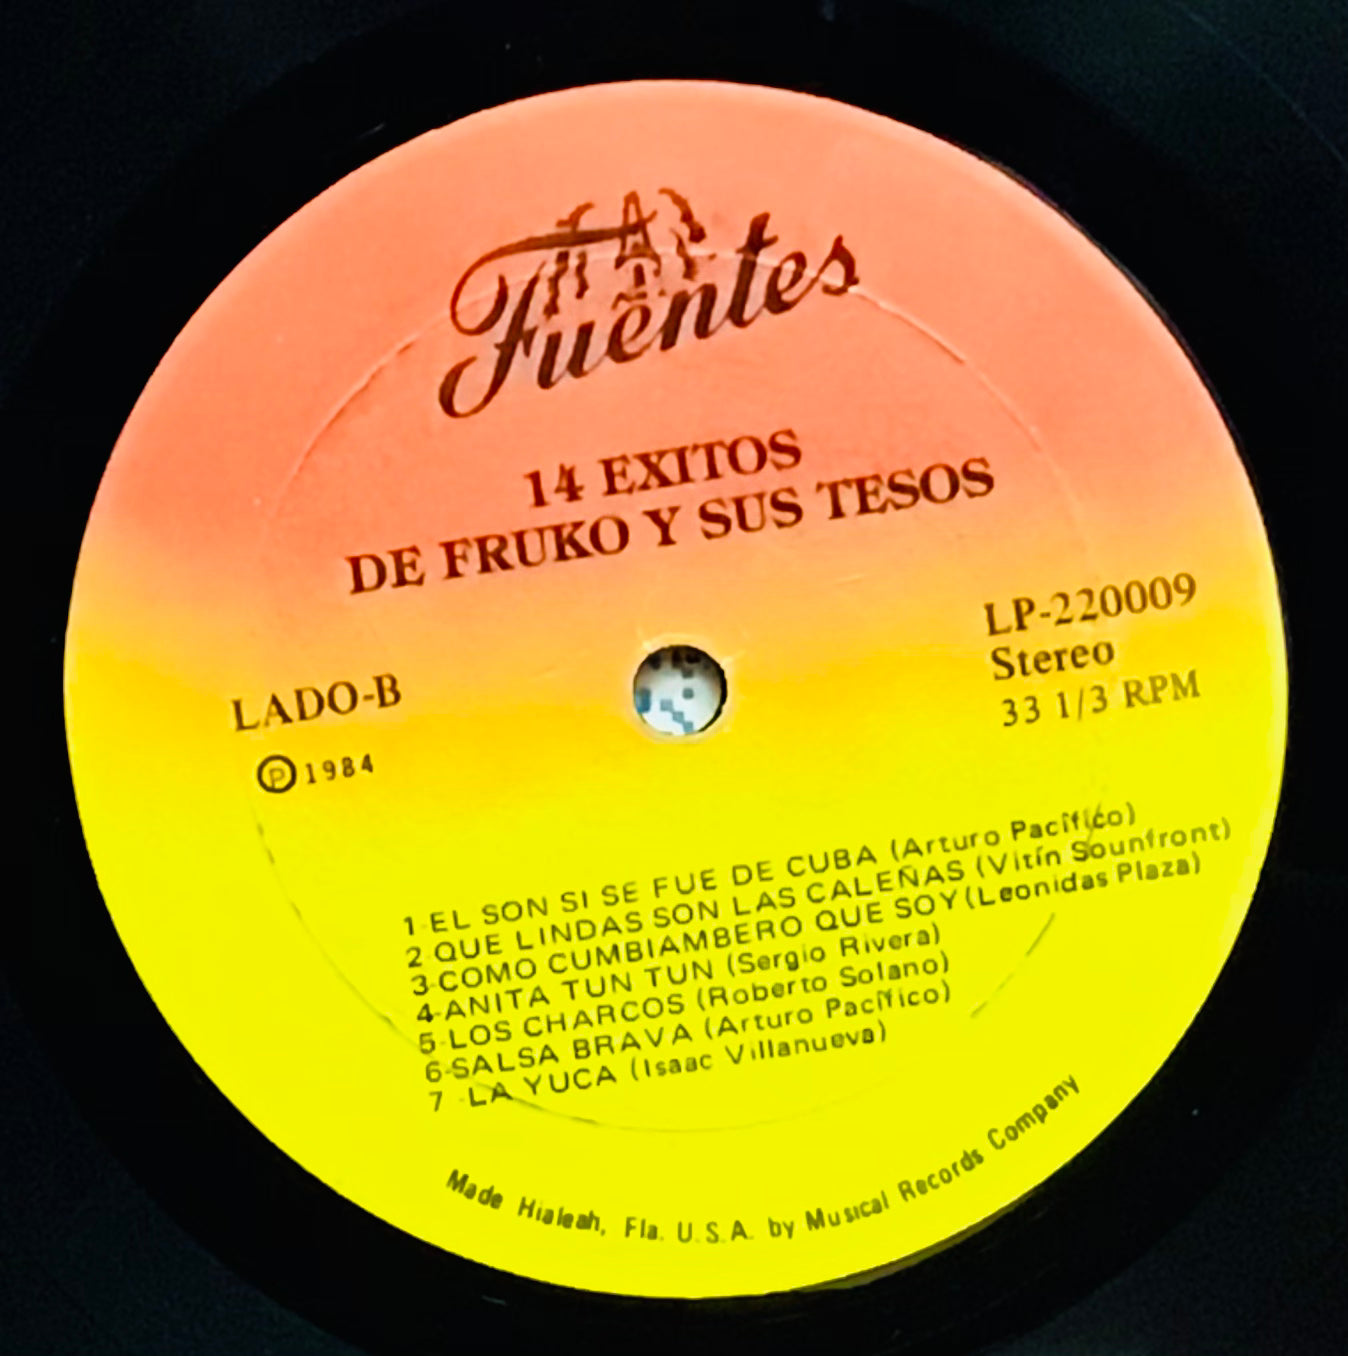 Fuentes
14 EXITOS
DE FRUKO Y SUS TESOS
LP-220009
Stereo
33 1/3 RPM
LADO-B
Ⓟ1984
1-EL SON SI SE FUE DE CUBA (Arturo Pacífico)
2-QUE LINDAS SON LAS CALEÑAS (Vitín Sounfront)
3-COMO CUMBIAMBERO QUE SOY (Leonidas Plaza)
4-ANITA TUN TUN (Sergio Rivera)
5-LOS CHARCOS (Roberto Solano)
6-SALSA BRAVA (Arturo Pacífico)
7-LA YUCA (Isaac Villanueva)
Made Hialeah, Fla. U.S.A. by Musical Records Company